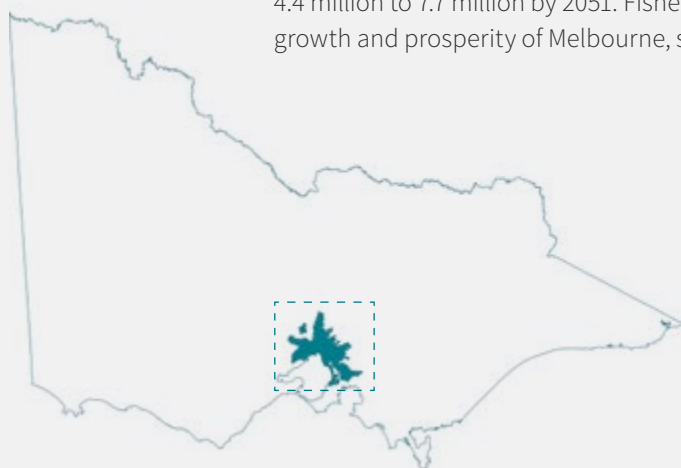 4.4 million to 7.7 million by 2051. Fishe
growth and prosperity of Melbourne, s